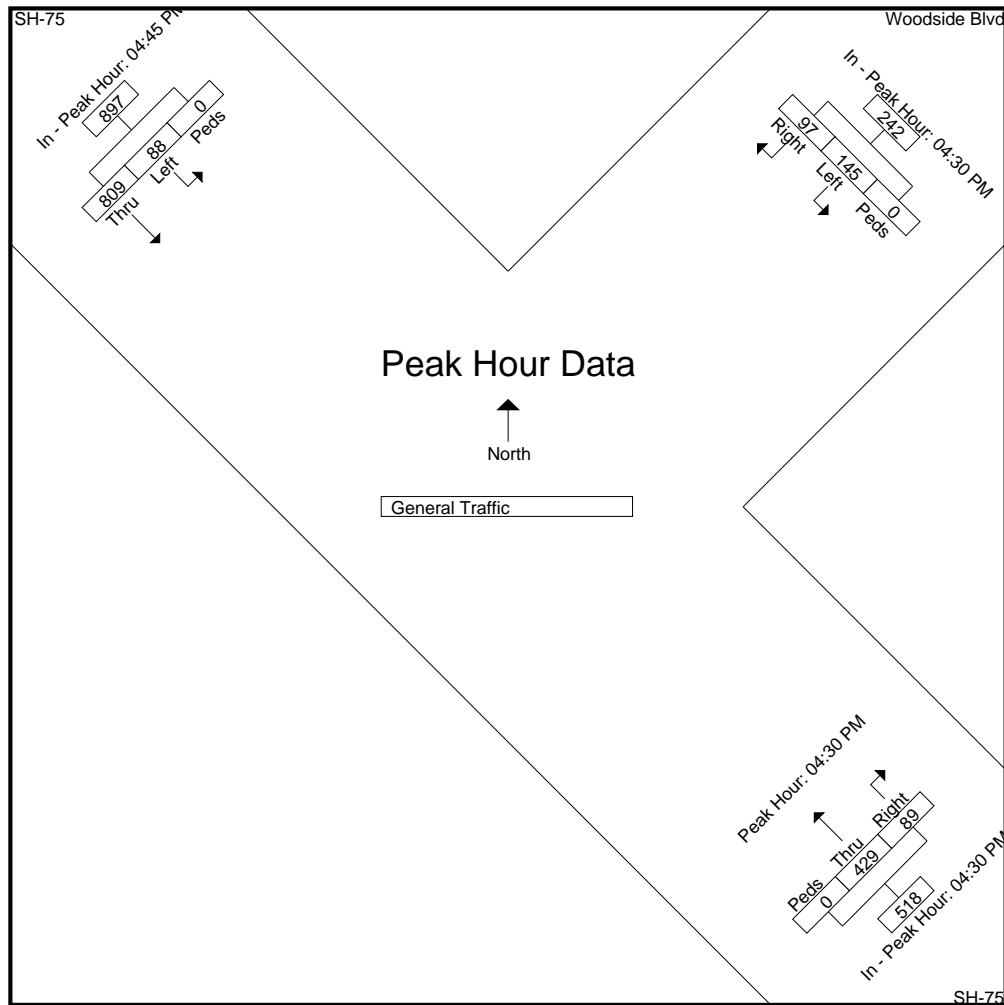 SH-75
Woodside Blvd
In - Peak Hour: 04:45 PM
897
0
88
809
Peds
Left
Thru
In - Peak Hour: 04:30 PM
242
97
145
0
Right
Left
Peds
Peak Hour Data
North
General Traffic
Peak Hour: 04:30 PM
Peds
Thru
Right
0
429
89
518
In - Peak Hour: 04:30 PM
SH-75